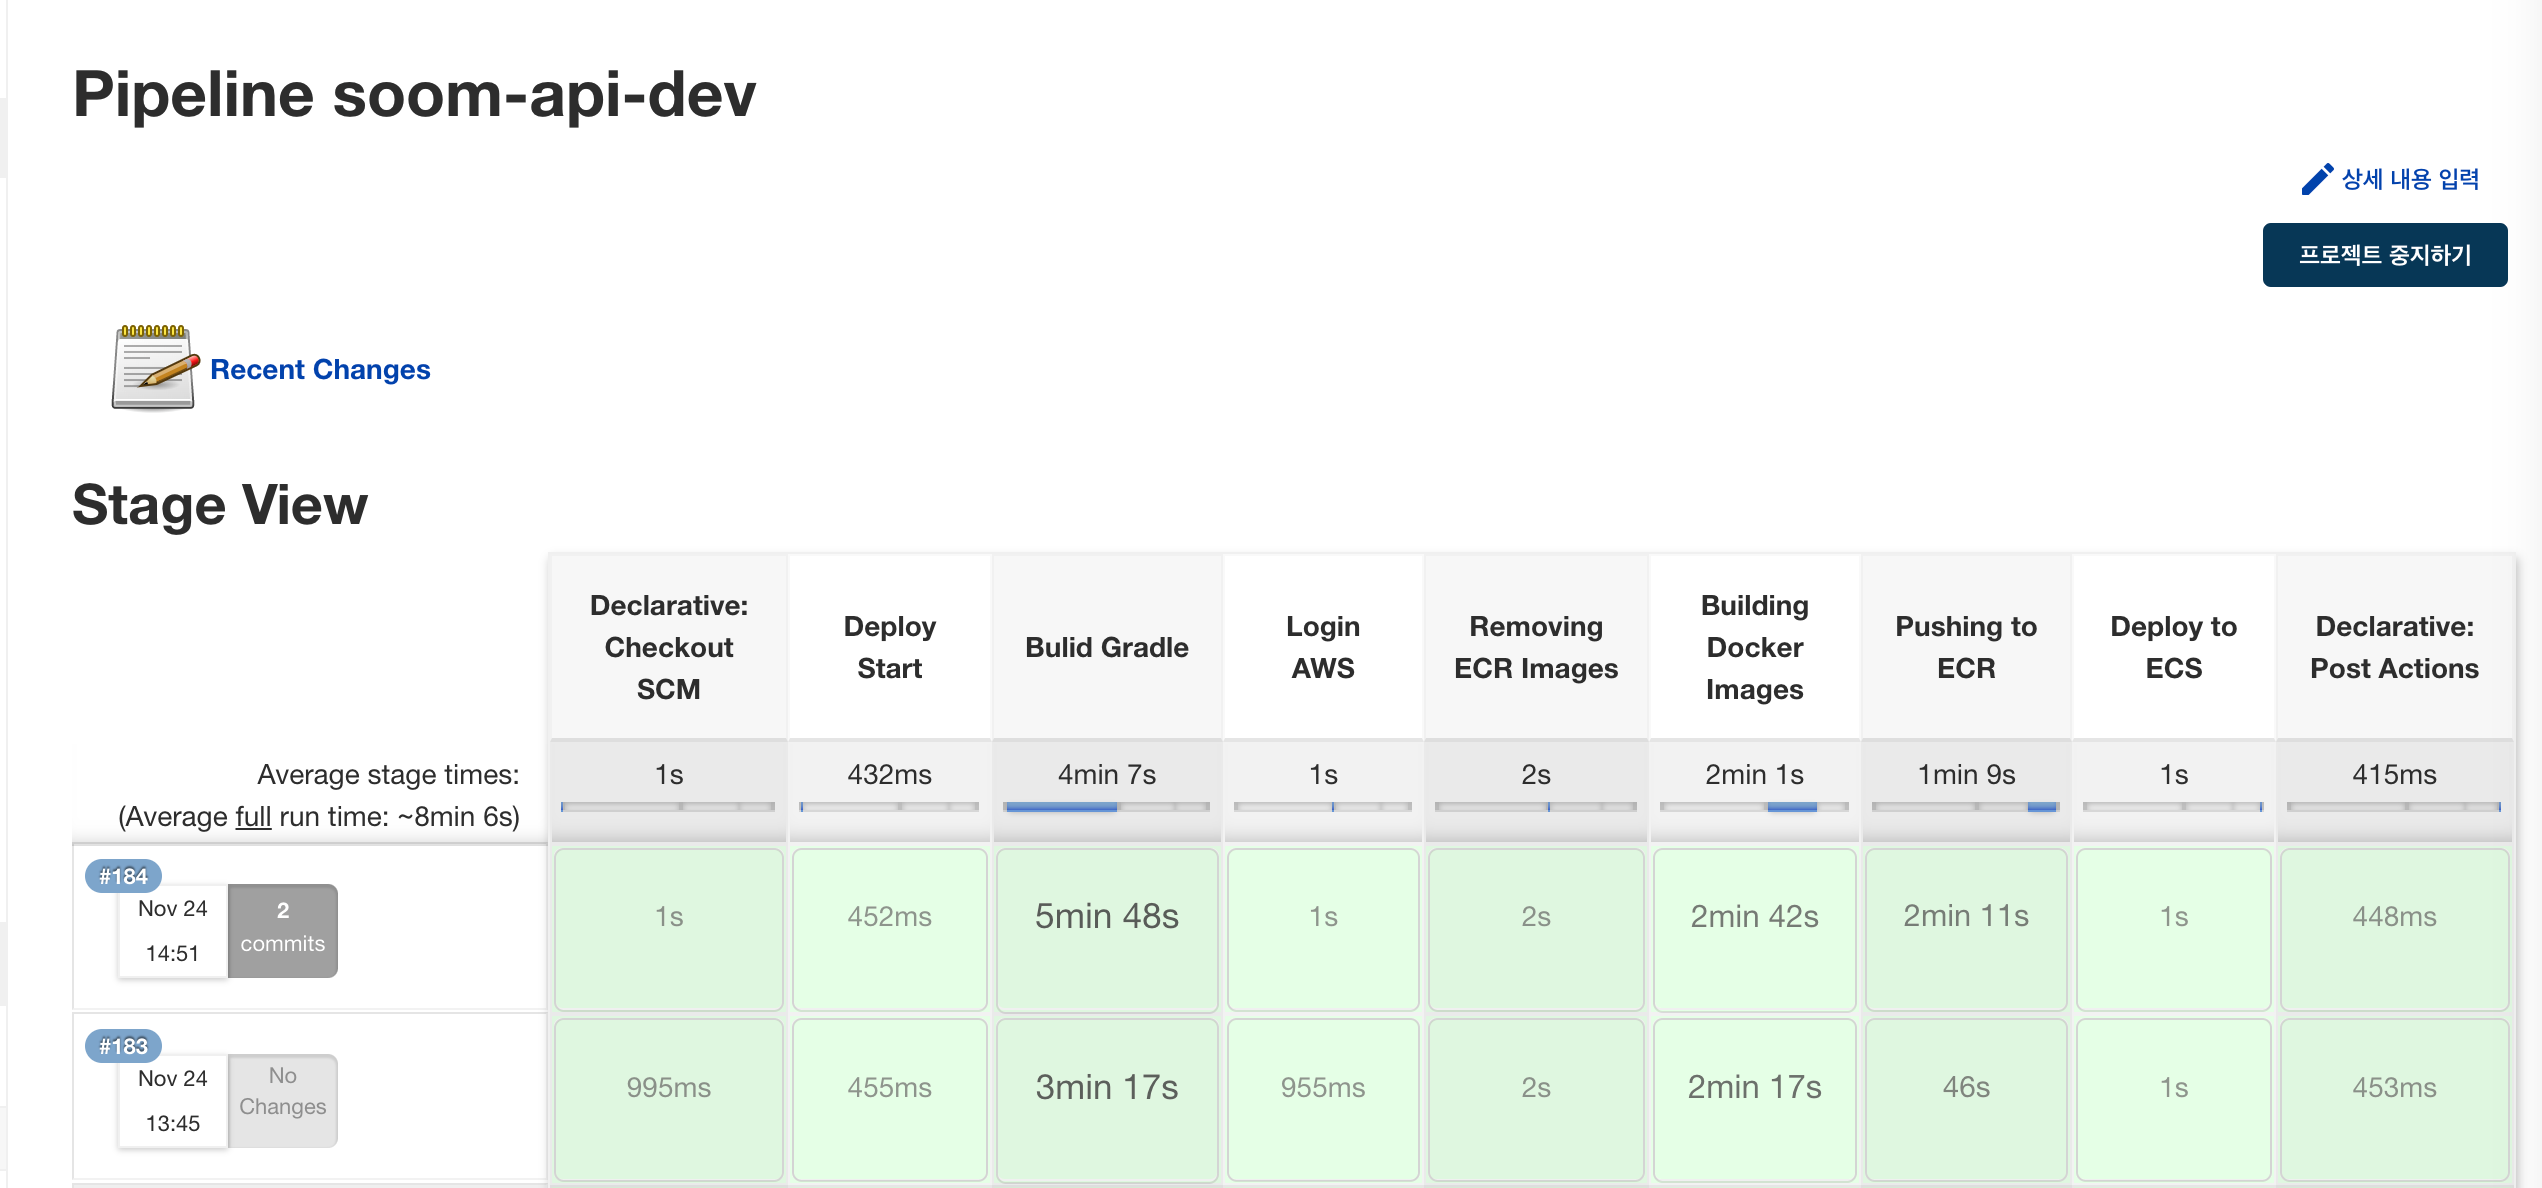 Pipeline soom-api-dev
상세 내용 입력
프로젝트 중지하기
Recent Changes
Stage View
Declarative:
Checkout
SCM
Deploy
Start
Bulid Gradle
Login
AWS
Removing
ECR Images
Building
Docker
Images
Pushing to
ECR
Deploy to
ECS
Declarative:
Post Actions
Average stage times:
(Average full run time: ~8min 6s)
1s
432ms
4min 7s
1s
2s
2min 1s
1min 9s
1s
415ms
#184
Nov 24
14:51
2
commits
1s
452ms
5min 48s
1s
2s
2min 42s
2min 11s
1s
448ms
#183
Nov 24
13:45
No
Changes
995ms
455ms
3min 17s
955ms
2s
2min 17s
46s
1s
453ms